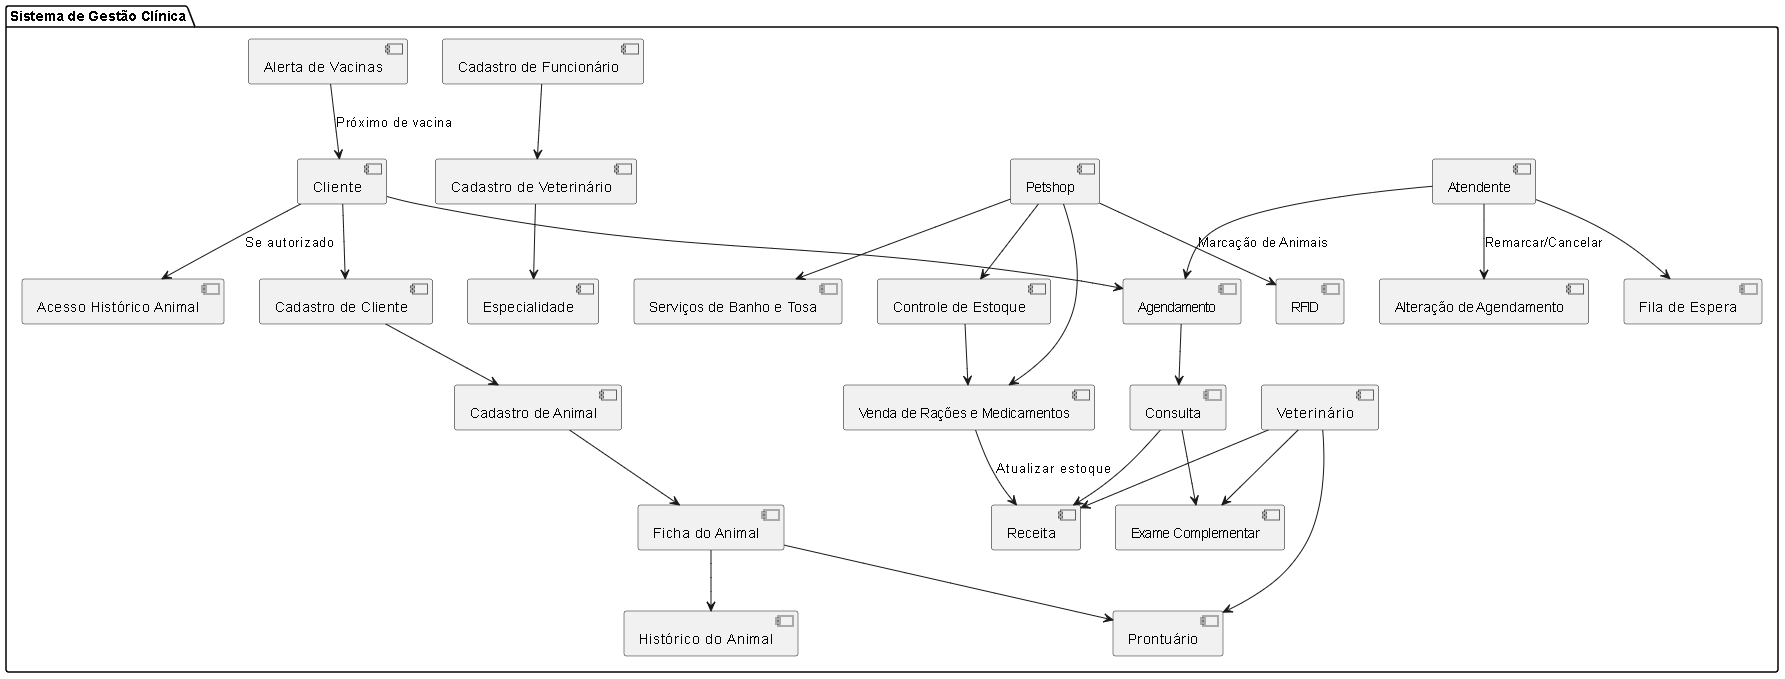 Sistema de Gestão Clínica
Alerta de Vacinas
Cadastro de Funcionário
Próximo de vacina
Cliente
Cadastro de Veterinário
Petshop
Atendente
Se autorizado
Marcação de Animais
Remarcar/Cancelar
Acesso Histórico Animal
Cadastro de Cliente
Especialidade
Serviços de Banho e Tosa
Controle de Estoque
Agendamento
RFID
Alteração de Agendamento
Fila de Espera
Cadastro de Animal
Venda de Rações e Medicamentos
Consulta
Veterinário
Atualizar estoque
Ficha do Animal
Receita
Exame Complementar
Histórico do Animal
Prontuário